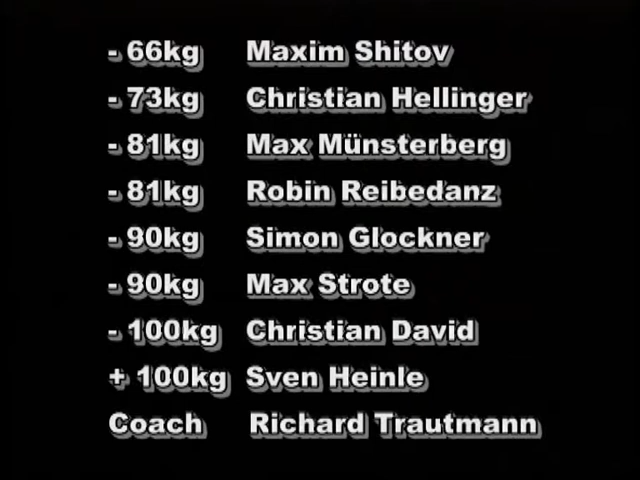 - 66kg Maxim Shitov
- 73kg Christian Hellinger
- 81kg Max Münsterberg
- 81kg Robin Reibedanz
- 90kg Simon Glockner
- 90kg Max Strote
- 100kg Christian David
+ 100kg Sven Heinle
Coach Richard Trautmann